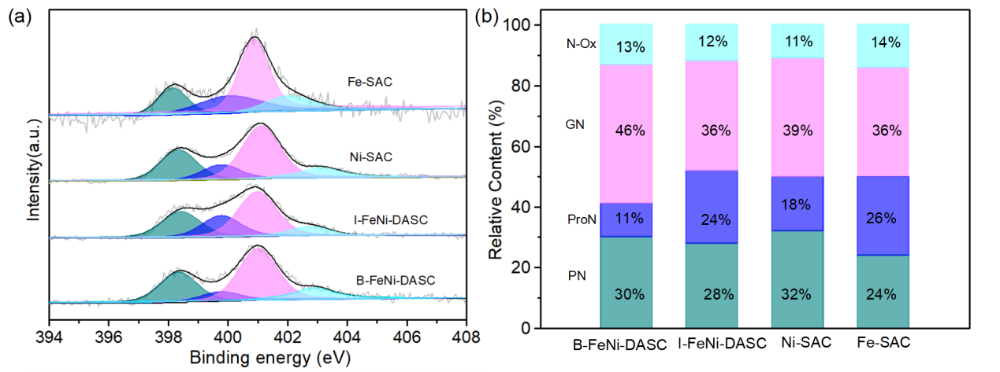 (a)
Intensity(a.u.)
Fe-SAC
Ni-SAC
I-FeNi-DASC
B-FeNi-DASC
394 396 398 400 402 404 406 408
Binding energy (eV)
(b)
Relative Content (%)
100
80
60
40
20
0
N-Ox
GN
ProN
PN
13% 12% 11% 14%
46% 36% 39% 36%
11% 24% 18% 26%
30% 28% 32% 24%
B-FeNi-DASC I-FeNi-DASC Ni-SAC Fe-SAC